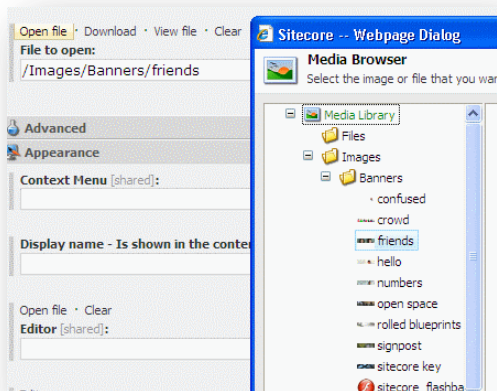 Open file · Download · View file · Clear
File to open:
/Images/Banners/friends
Advanced
Appearance
Context Menu [shared]:
Display name - Is shown in the conte
Open file · Clear
Editor [shared]:
Sitecore -- Webpage Dialog
Media Browser
Select the image or file that you wan
Media Library
Files
Images
Banners
confused
crowd
friends
hello
numbers
open space
rolled blueprints
signpost
sitecore key
sitecore_flashba